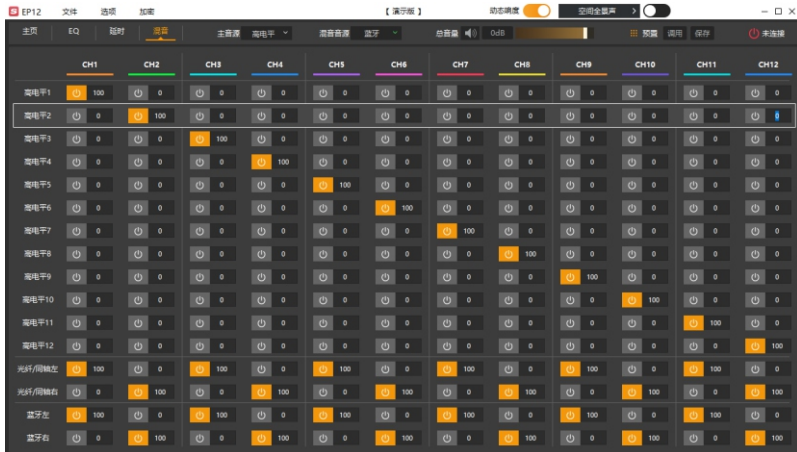 S EP12 文件 选项 加密 【 演示版 】 动态响度 空间全景声 >
主页 EQ 延时 混音 主音源 高电平 混音音源 蓝牙 总音量 0dB 预置 调用 保存 未连接
CH1 CH2 CH3 CH4 CH5 CH6 CH7 CH8 CH9 CH10 CH11 CH12
高电平1 100 0 0 0 0 0 0 0 0 0 0 0
高电平2 0 100 0 0 0 0 0 0 0 0 0 0
高电平3 0 0 100 0 0 0 0 0 0 0 0 0
高电平4 0 0 0 100 0 0 0 0 0 0 0 0
高电平5 0 0 0 0 100 0 0 0 0 0 0 0
高电平6 0 0 0 0 0 100 0 0 0 0 0 0
高电平7 0 0 0 0 0 0 100 0 0 0 0 0
高电平8 0 0 0 0 0 0 0 100 0 0 0 0
高电平9 0 0 0 0 0 0 0 0 100 0 0 0
高电平10 0 0 0 0 0 0 0 0 0 100 0 0
高电平11 0 0 0 0 0 0 0 0 0 0 100 0
高电平12 0 0 0 0 0 0 0 0 0 0 0 100
光纤/同轴左 100 0 100 0 100 0 100 0 100 0 100 0
光纤/同轴右 0 100 0 100 0 100 0 100 0 100 0 100
蓝牙左 100 0 100 0 100 0 100 0 100 0 100 0
蓝牙右 0 100 0 100 0 100 0 100 0 100 0 100